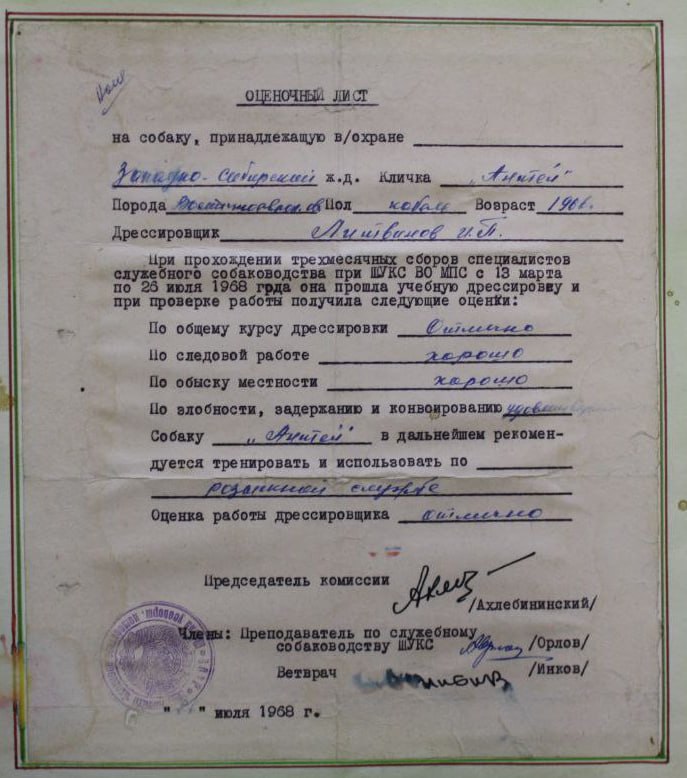 ОЦЕНОЧНЫЙ ЛИСТ
на собаку, принадлежащую в/охране
Западно-Сибирской ж.д. Кличка „Антей"
Порода Пол кобель Возраст 1966г.
Дрессировщик Литвинов И.П.
При прохождении трехмесячных сборов специалистов
служебного собаководства при ШУКС ВО МПС с 13 марта
по 26 июля 1968 года она прошла учебную дрессировку и
при проверке работы получила следующие оценки:
По общему курсу дрессировки Отлично
По следовой работе хорошо
По обыску местности хорошо
По злобности, задержанию и конвоированию
Собаку „Антей" в дальнейшем рекомен-
дуется тренировать и использовать по
розыскной службе
Оценка работы дрессировщика отлично
Председатель комиссии
/Ахлебининский/
Члены: Преподаватель по служебному
собаководству ШУКС /Орлов/
Ветврач /Инков/
" " июля 1968 г.